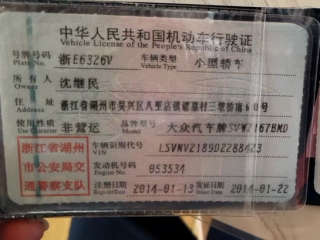 中华人民共和国机动车行驶证
Vehicle License of the People's Republic of China
号牌号码 浙E6326V 车辆类型 小型轿车
Plate No. Vehicle Type
所有人 沈继民
Owner
住址 浙江省湖州市吴兴区八里店镇诸墓村三墩桥南60号
Address
使用性质 非营运 品牌型号 大众汽车牌SVW7167BMD
Use Character
浙江省湖州 车辆识别代号 LSVNV2189D2288423
VIN
市公安局交 发动机号码 053534
通警察支队 注册日期 2014-01-13 发证日期 2014-01-22
Register Date Issue Date